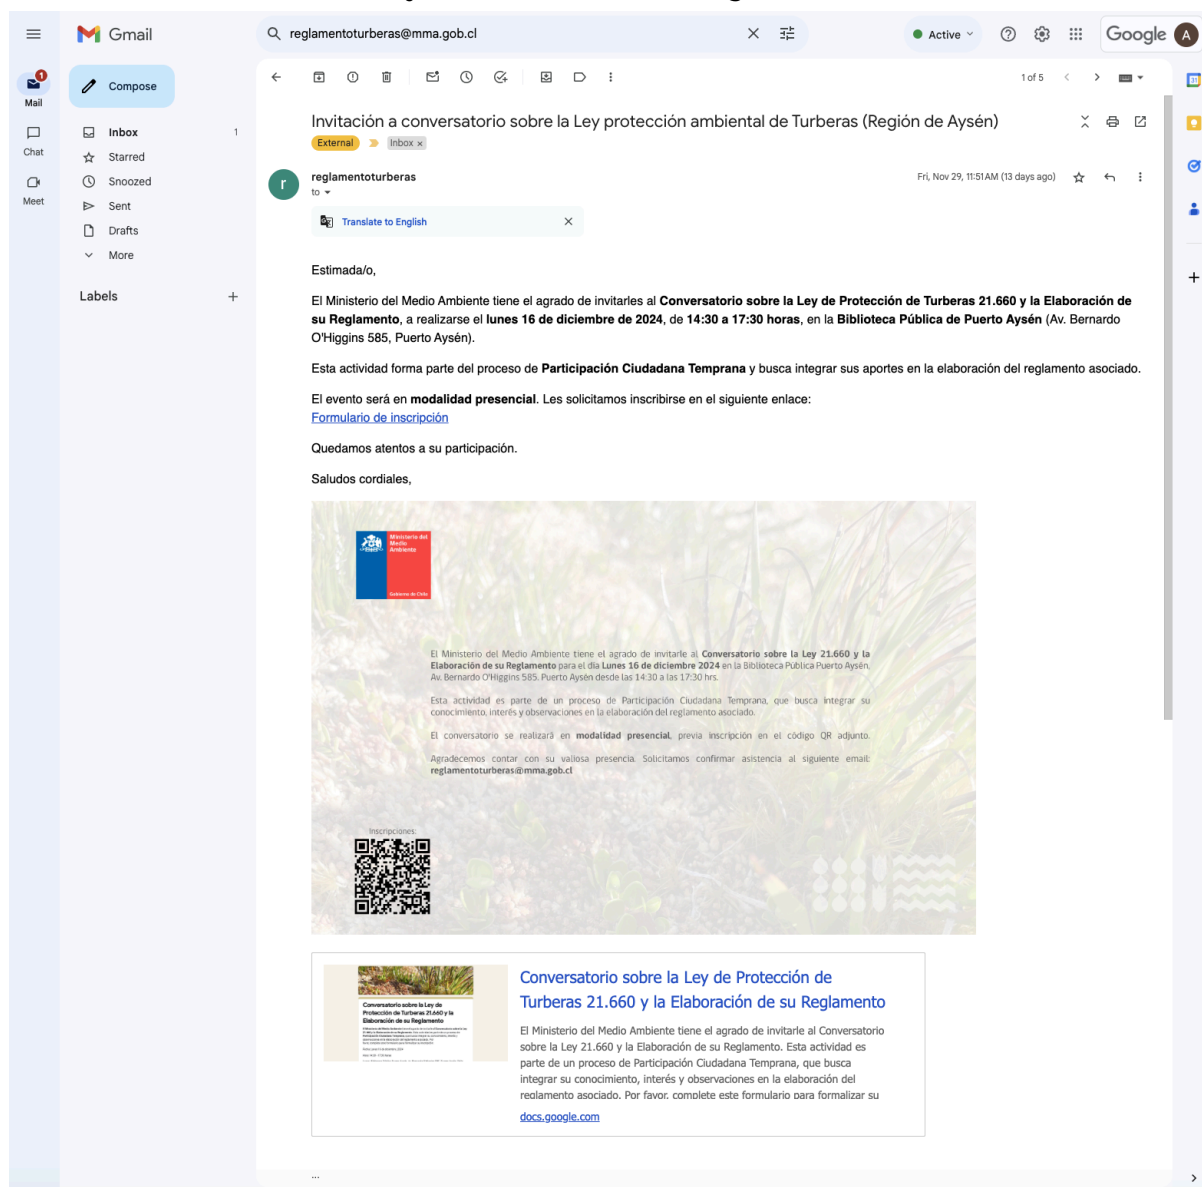 Gmail
reglamentoturberas@mma.gob.cl
Active
Google
A
1
Mail
Chat
Meet
Compose
Inbox 1
Starred
Snoozed
Sent
Drafts
More
Labels
1 of 5
31
Invitación a conversatorio sobre la Ley protección ambiental de Turberas (Región de Aysén)
External Inbox x
r
reglamentoturberas
Fri, Nov 29, 11:51 AM (13 days ago)
to
Translate to English
Estimada/o,
El Ministerio del Medio Ambiente tiene el agrado de invitarles al Conversatorio sobre la Ley de Protección de Turberas 21.660 y la Elaboración de
su Reglamento, a realizarse el lunes 16 de diciembre de 2024, de 14:30 a 17:30 horas, en la Biblioteca Pública de Puerto Aysén (Av. Bernardo
O'Higgins 585, Puerto Aysén).
Esta actividad forma parte del proceso de Participación Ciudadana Temprana y busca integrar sus aportes en la elaboración del reglamento asociado.
El evento será en modalidad presencial. Les solicitamos inscribirse en el siguiente enlace:
Formulario de inscripción
Quedamos atentos a su participación.
Saludos cordiales,
Ministerio del
Medio
Ambiente
Gobierno de Chile
El Ministerio del Medio Ambiente tiene el agrado de invitarle al Conversatorio sobre la Ley 21.660 y la
Elaboración de su Reglamento para el día Lunes 16 de diciembre 2024 en la Biblioteca Pública Puerto Aysén,
Av. Bernardo O'Higgins 585. Puerto Aysén desde las 14:30 a las 17:30 hrs.
Esta actividad es parte de un proceso de Participación Ciudadana Temprana, que busca integrar su
conocimiento, interés y observaciones en la elaboración del reglamento asociado.
El conversatorio se realizará en modalidad presencial, previa inscripción en el código QR adjunto.
Agradecemos contar con su valiosa presencia. Solicitamos confirmar asistencia al siguiente email:
reglamentoturberas@mma.gob.cl
Inscripciones:
Conversatorio sobre la Ley de
Protección de Turberas 21.660 y la
Elaboración de su Reglamento
Conversatorio sobre la Ley de Protección de
Turberas 21.660 y la Elaboración de su Reglamento
El Ministerio del Medio Ambiente tiene el agrado de invitarle al Conversatorio
sobre la Ley 21.660 y la Elaboración de su Reglamento. Esta actividad es
parte de un proceso de Participación Ciudadana Temprana, que busca
integrar su conocimiento, interés y observaciones en la elaboración del
reglamento asociado. Por favor, complete este formulario para formalizar su
docs.google.com
...